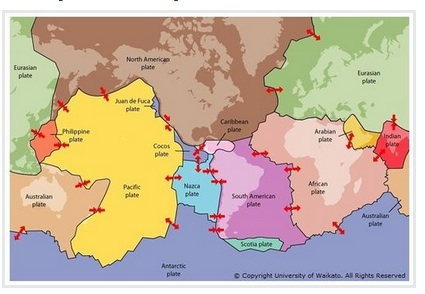 North American
plate
Eurasian
plate
Eurasian
plate
Juan de Fuca
plate
Caribbean
plate
Philippine
plate
Arabian
plate
Indian
plate
Cocos
plate
Australian
plate
Pacific
plate
Nazca
plate
South American
plate
African
plate
Australian
plate
Scotia plate
Antarctic
plate
© Copyright University of Waikato. All Rights Reserved